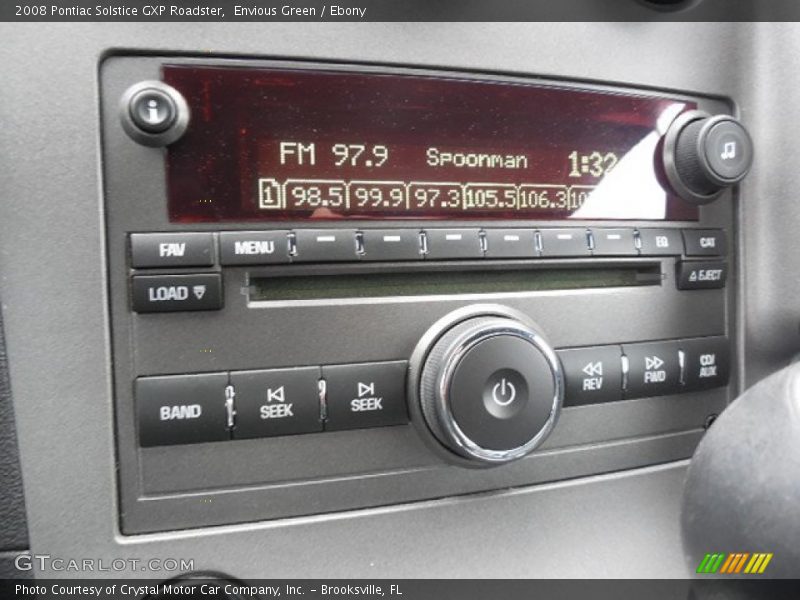 2008 Pontiac Solstice GXP Roadster,  Envious Green / Ebony
i
FM 97.9 Spoonman 1:32
1 98.5 99.9 97.3 105.5 106.3
FAV MENU EQ CAT
LOAD EJECT
BAND SEEK SEEK REV FWD CD/AUX
GTCARLOT.COM
Photo Courtesy of Crystal Motor Car Company, Inc. – Brooksville, FL